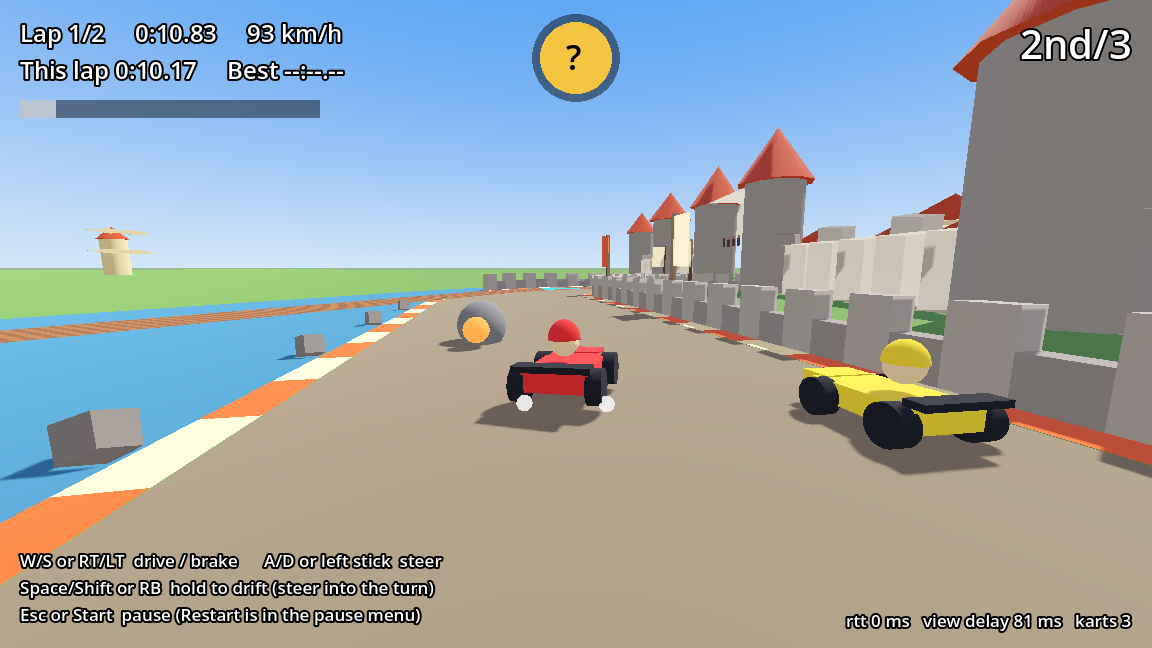 Lap 1/2 0:10.83 93 km/h
This lap 0:10.17 Best --:--.--
?
2nd/3
W/S or RT/LT drive / brake A/D or left stick steer
Space/Shift or RB hold to drift (steer into the turn)
Esc or Start pause (Restart is in the pause menu)
rtt 0 ms view delay 81 ms karts 3